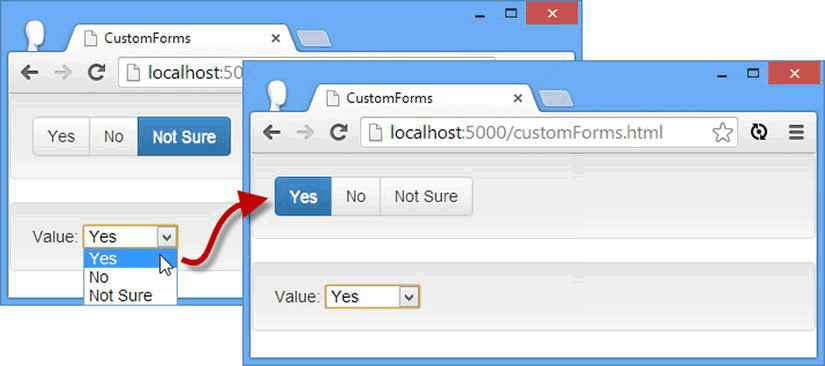 CustomForms
localhost:50
Yes No Not Sure
Value: Yes
Yes
No
Not Sure
CustomForms
localhost:5000/customForms.html
Yes No Not Sure
Value: Yes